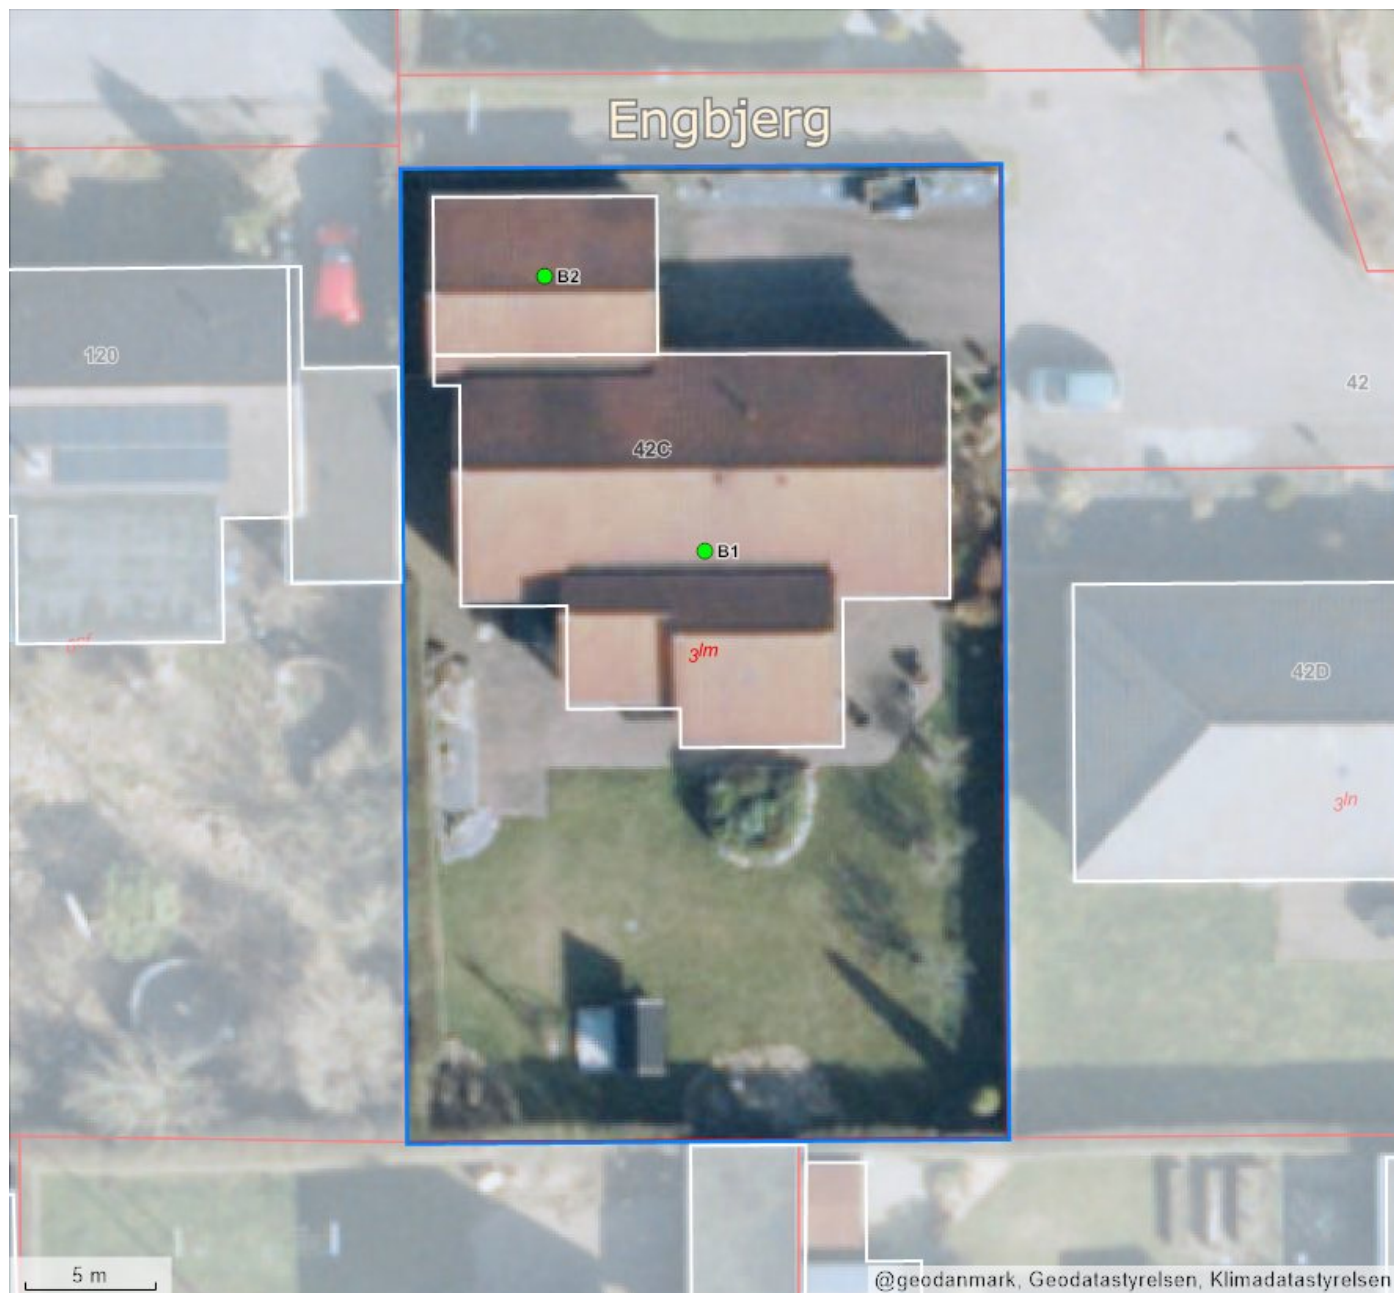 Engbjerg
B2
120
42
42C
B1
3lm
42D
3ln
5 m
@geodanmark, Geodatastyrelsen, Klimadatastyrelsen